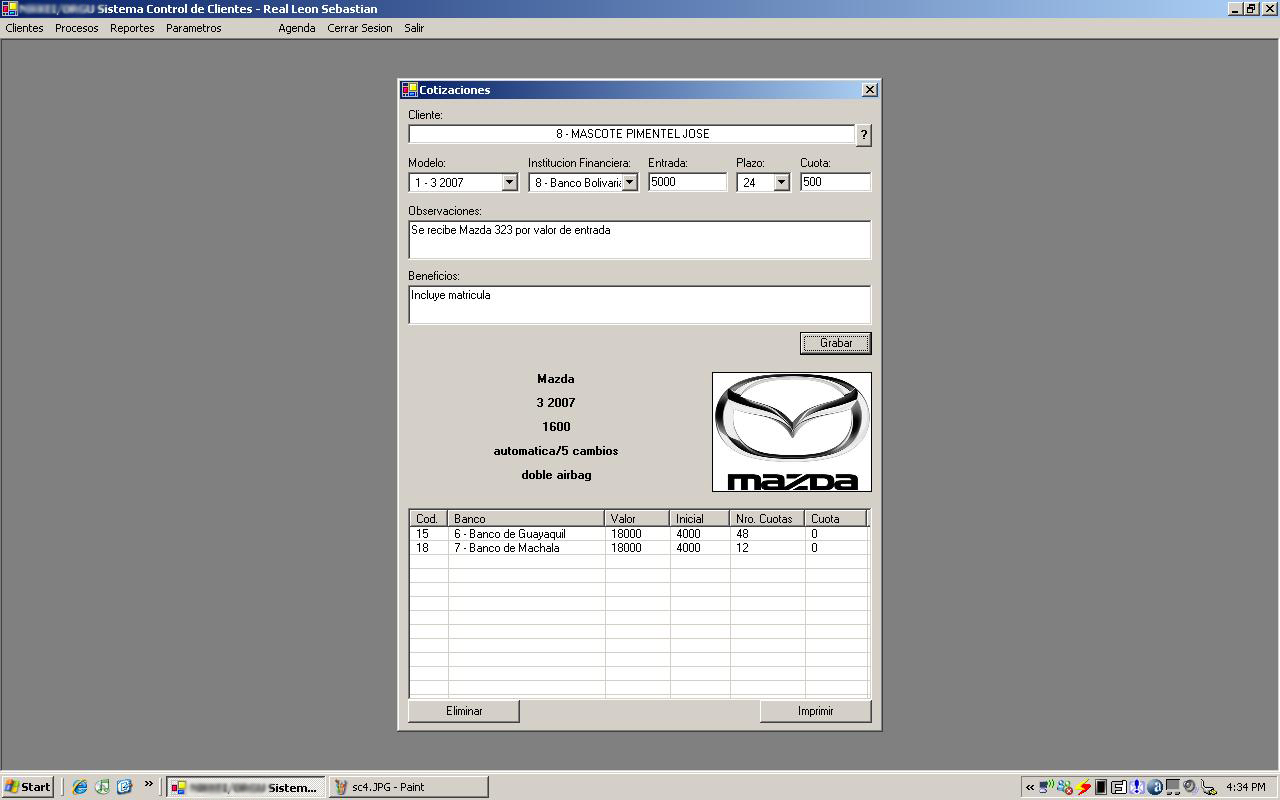 Sistema Control de Clientes - Real Leon Sebastian
Clientes Procesos Reportes Parametros Agenda Cerrar Sesion Salir
Cotizaciones
Cliente:
8 - MASCOTE PIMENTEL JOSE ?
Modelo: Institucion Financiera: Entrada: Plazo: Cuota:
1 - 3 2007 8 - Banco Bolivaria 5000 24 500
Observaciones:
Se recibe Mazda 323 por valor de entrada
Beneficios:
Incluye matricula
Grabar
Mazda
3 2007
1600
automatica/5 cambios
doble airbag
mazda
Cod. Banco Valor Inicial Nro. Cuotas Cuota
15 6 - Banco de Guayaquil 18000 4000 48 0
18 7 - Banco de Machala 18000 4000 12 0
Eliminar Imprimir
Start » Sistem... sc4.JPG - Paint « 4:34 PM